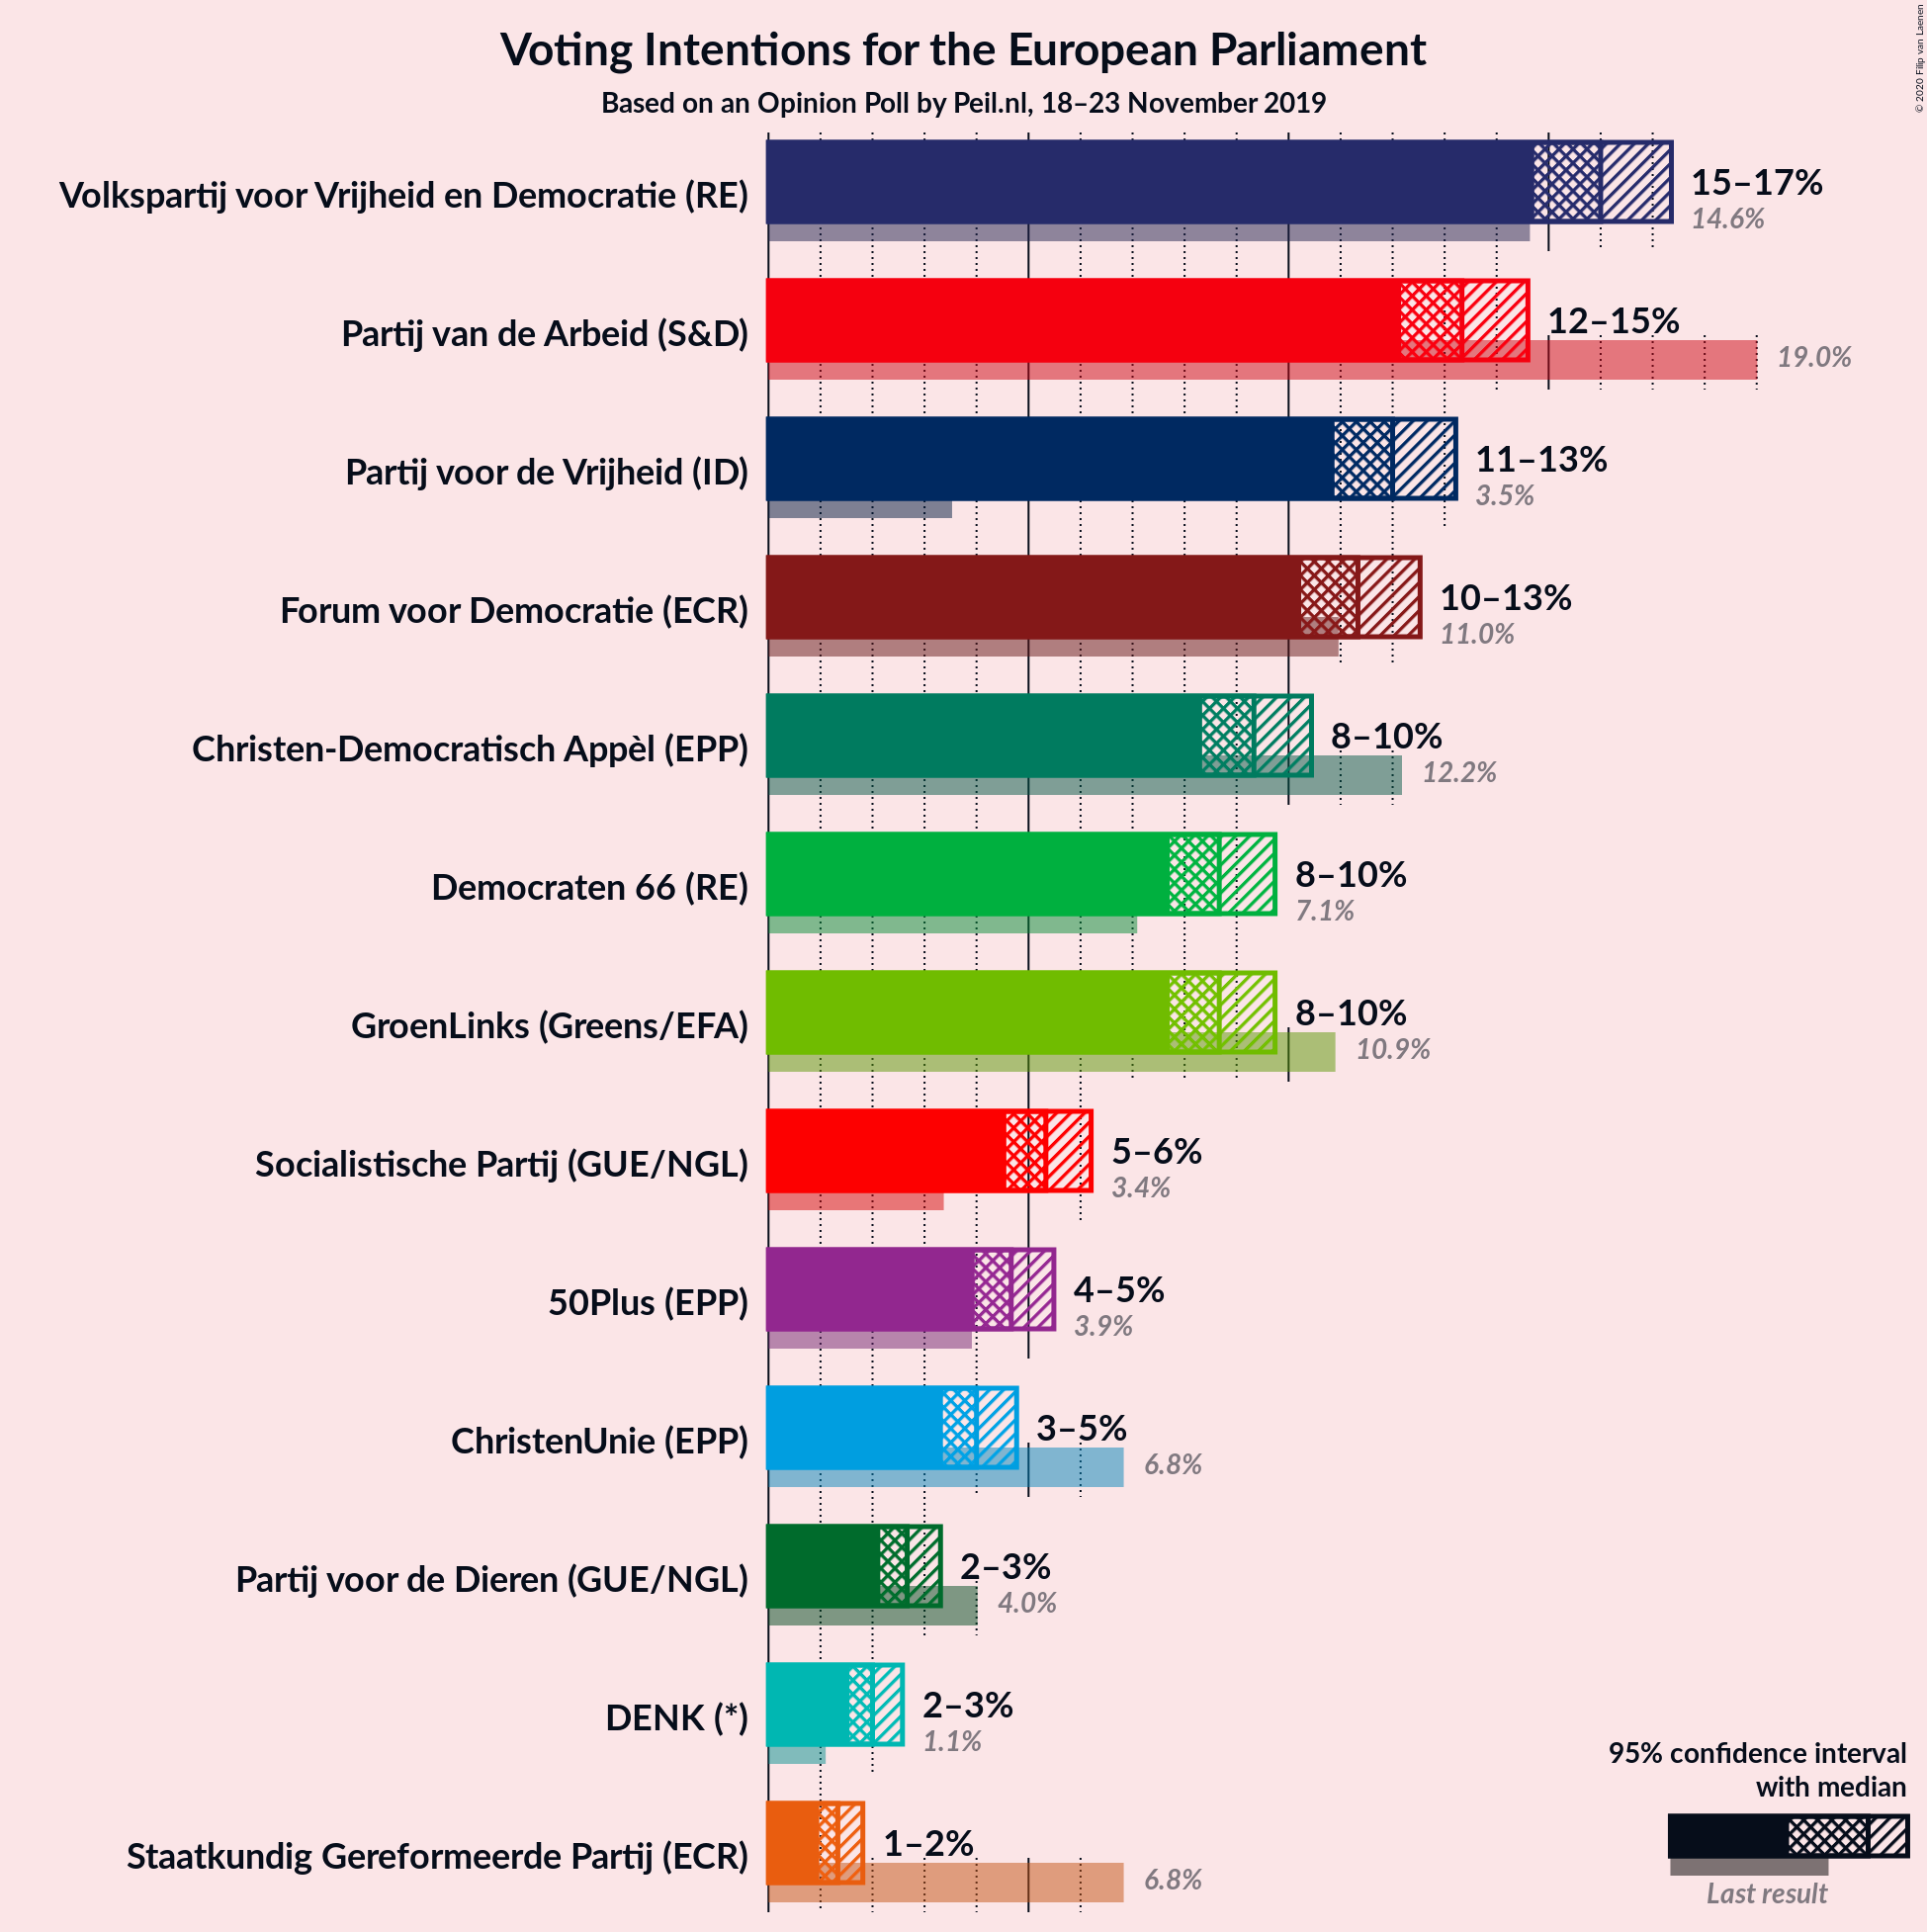 Voting Intentions for the European Parliament
Based on an Opinion Poll by Peil.nl, 18–23 November 2019
© 2020 Filip van Laenen
Volkspartij voor Vrijheid en Democratie (RE)
15–17%
14.6%
Partij van de Arbeid (S&D)
12–15%
19.0%
Partij voor de Vrijheid (ID)
11–13%
3.5%
Forum voor Democratie (ECR)
10–13%
11.0%
Christen-Democratisch Appèl (EPP)
8–10%
12.2%
Democraten 66 (RE)
8–10%
7.1%
GroenLinks (Greens/EFA)
8–10%
10.9%
Socialistische Partij (GUE/NGL)
5–6%
3.4%
50Plus (EPP)
4–5%
3.9%
ChristenUnie (EPP)
3–5%
6.8%
Partij voor de Dieren (GUE/NGL)
2–3%
4.0%
DENK (*)
2–3%
1.1%
Staatkundig Gereformeerde Partij (ECR)
1–2%
6.8%
95% confidence interval
with median
Last result